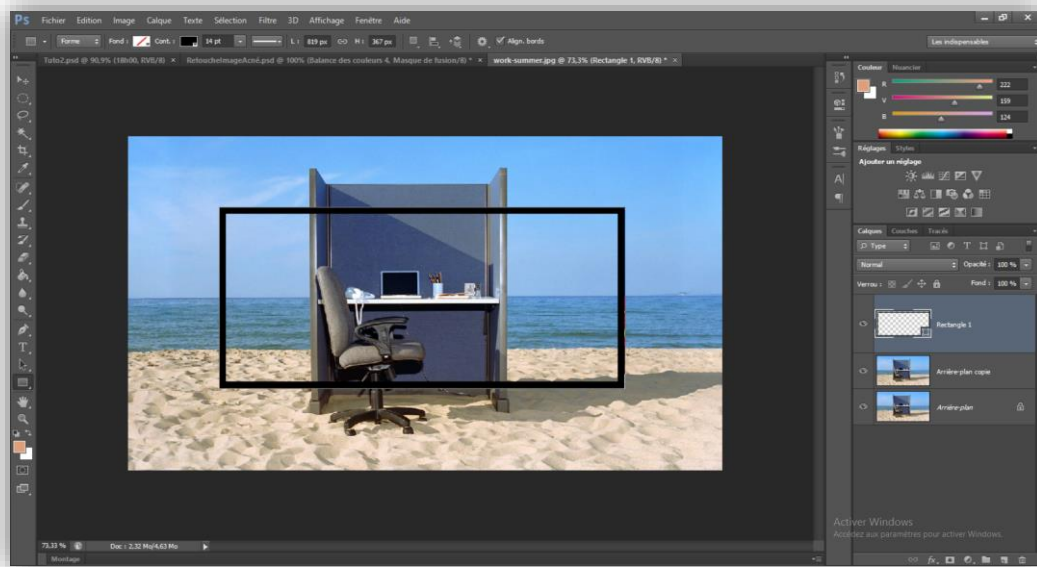 Ps Fichier Edition Image Calque Texte Sélection Filtre 3D Affichage Fenêtre Aide
Forme Fond : Cont. : 14 pt L : 819 px H : 367 px Align. bords Les indispensables
Tuto2.psd @ 90,9% (18h00, RVB/8) × RetoucheImageAcné.psd @ 100% (Balance des couleurs 4, Masque de fusion/8) * × work-summer.jpg @ 73,3% (Rectangle 1, RVB/8) * ×
Couleur Nuancier
R 222
V 159
B 124
Réglages Styles
Ajouter un réglage
Calques Couches Tracés
Type
Normal Opacité : 100 %
Verrou : Fond : 100 %
Rectangle 1
Arrière-plan copie
Arrière-plan
Activer Windows
Accédez aux paramètres pour activer Windows.
73,33 % Doc : 2,32 Mo/4,63 Mo
Montage
fx